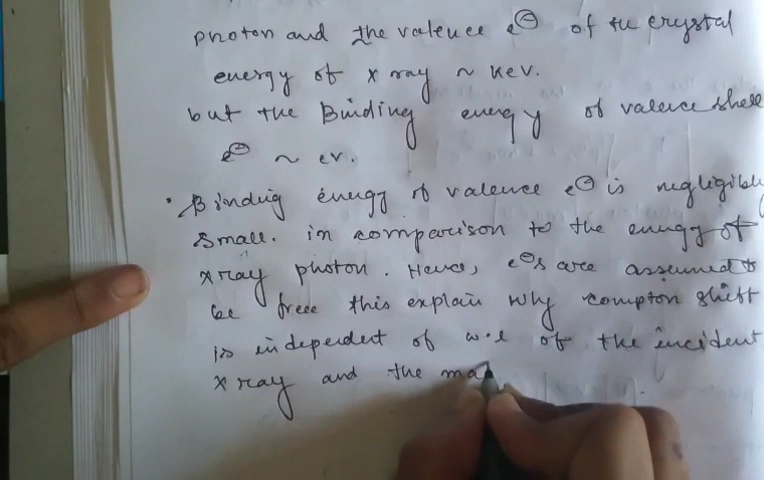 photon and the valence e⊖ of the crystal
energy of x ray ~ kev.
but the Binding energy of valence shell
e⊖ ~ ev.
• Binding energy of valence e⊖ is negligibly
small. in comparison to the energy of
x ray photon. Hence, e⊖s are assumed to
be free this explain why compton shift
is independent of w.l of the incident
x ray and the ma